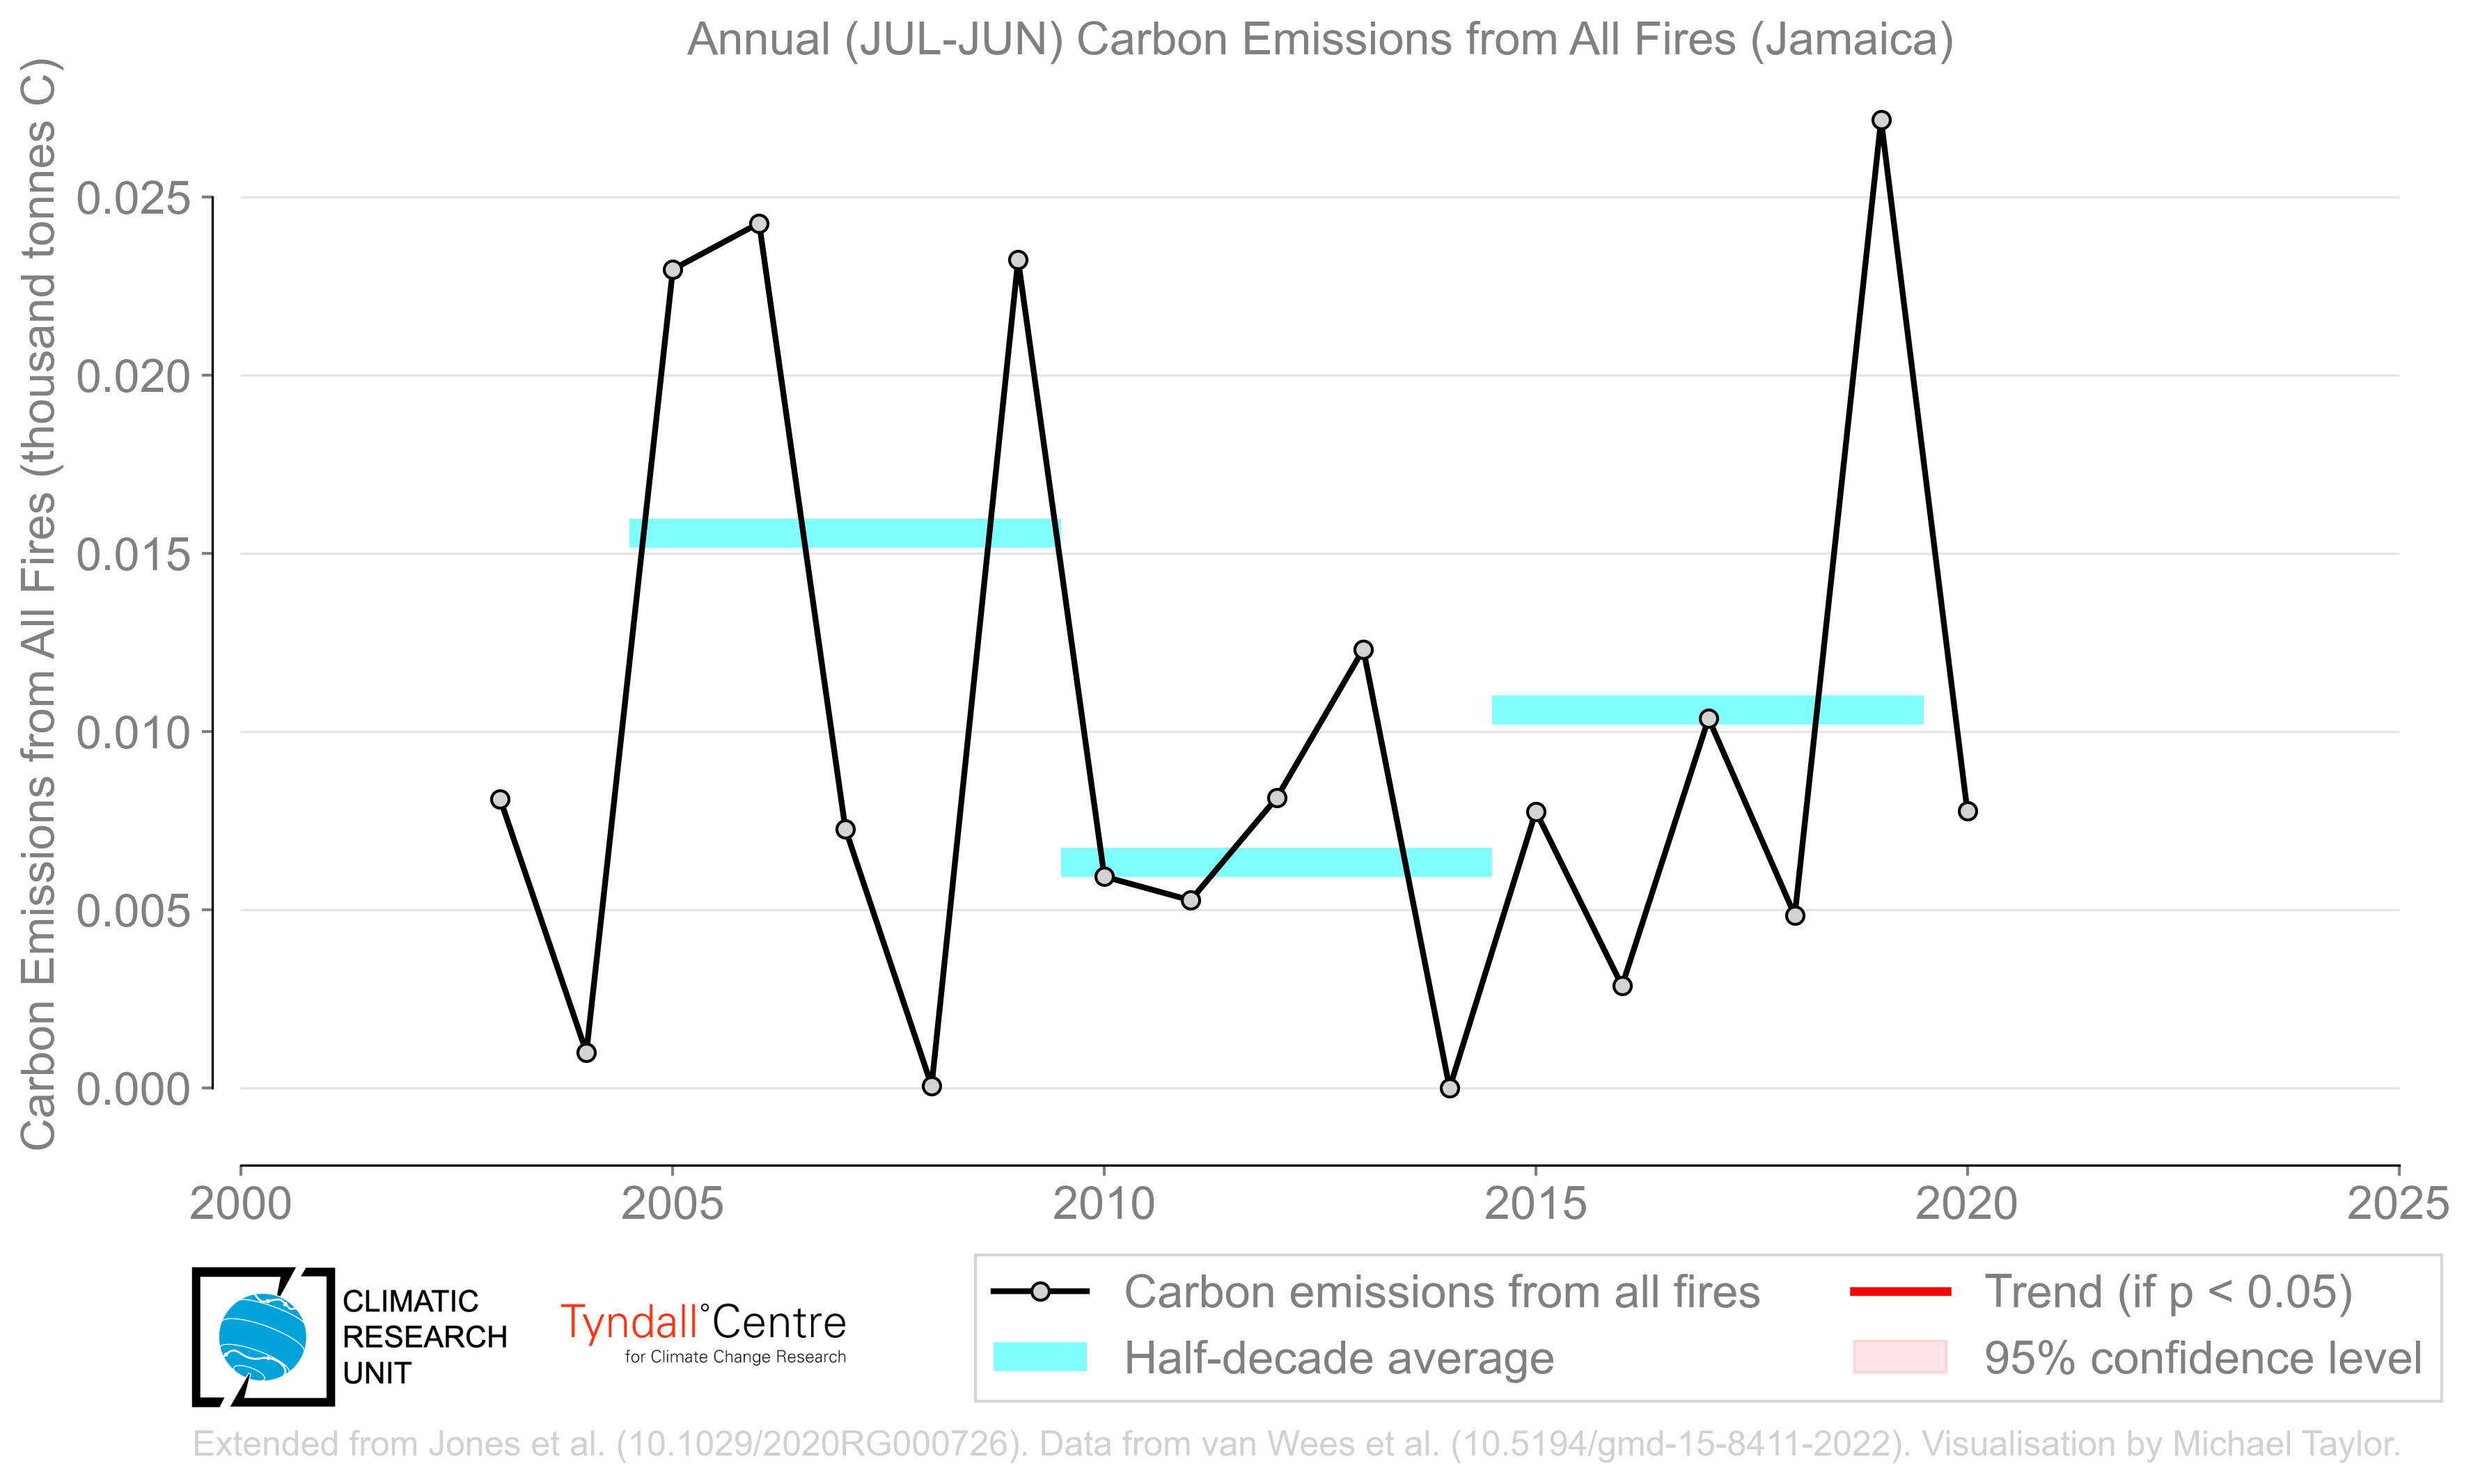 Annual (JUL-JUN) Carbon Emissions from All Fires (Jamaica)
Carbon Emissions from All Fires (thousand tonnes C)
0.025
0.020
0.015
0.010
0.005
0.000
2000
2005
2010
2015
2020
2025
CLIMATIC
RESEARCH
UNIT
Tyndall°Centre
for Climate Change Research
Carbon emissions from all fires
Half-decade average
Trend (if p < 0.05)
95% confidence level
Extended from Jones et al. (10.1029/2020RG000726). Data from van Wees et al. (10.5194/gmd-15-8411-2022). Visualisation by Michael Taylor.